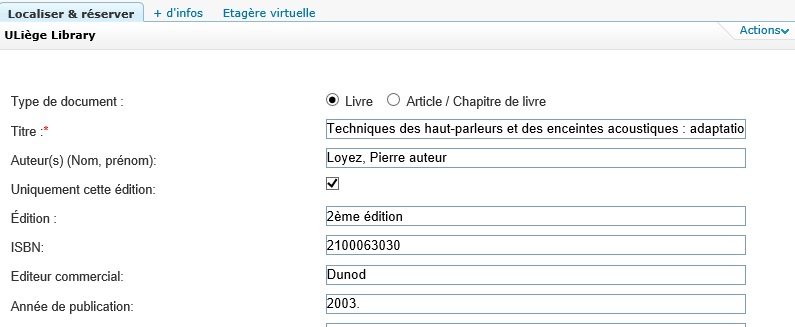 Localiser & réserver + d'infos Etagère virtuelle
Actions
ULiège Library
Type de document : Livre Article / Chapitre de livre
Titre :* Techniques des haut-parleurs et des enceintes acoustiques : adaptatio
Auteur(s) (Nom, prénom): Loyez, Pierre auteur
Uniquement cette édition:
Édition : 2ème édition
ISBN: 2100063030
Editeur commercial: Dunod
Année de publication: 2003.